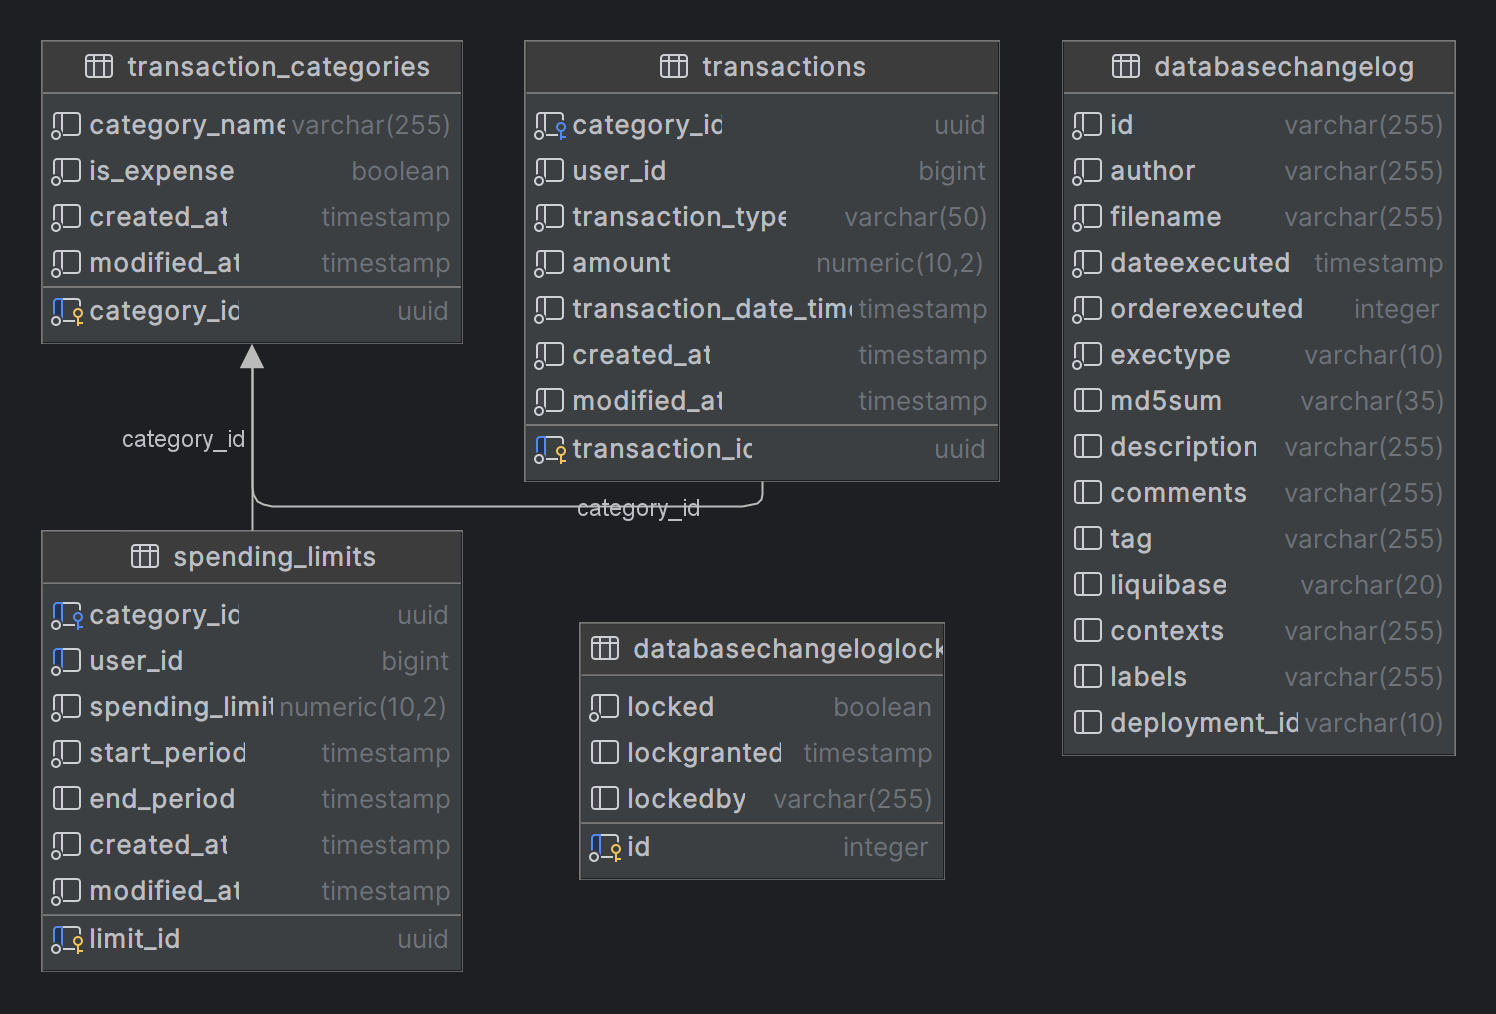 transaction_categories
category_name varchar(255)
is_expense boolean
created_at timestamp
modified_at timestamp
category_id uuid
transactions
category_id uuid
user_id bigint
transaction_type varchar(50)
amount numeric(10,2)
transaction_date_time timestamp
created_at timestamp
modified_at timestamp
transaction_id uuid
databasechangelog
id varchar(255)
author varchar(255)
filename varchar(255)
dateexecuted timestamp
orderexecuted integer
exectype varchar(10)
md5sum varchar(35)
description varchar(255)
comments varchar(255)
tag varchar(255)
liquibase varchar(20)
contexts varchar(255)
labels varchar(255)
deployment_id varchar(10)
category_id
category_id
spending_limits
category_id uuid
user_id bigint
spending_limit numeric(10,2)
start_period timestamp
end_period timestamp
created_at timestamp
modified_at timestamp
limit_id uuid
databasechangeloglock
locked boolean
lockgranted timestamp
lockedby varchar(255)
id integer